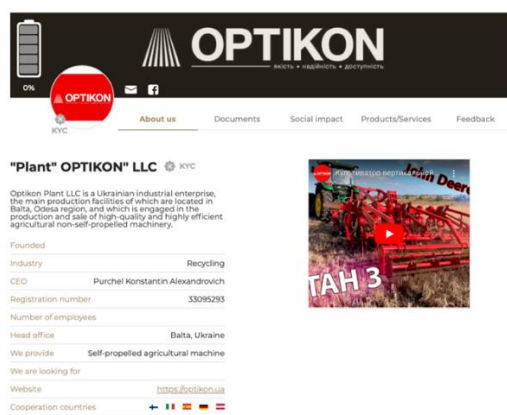 OPTIKON
якість • надійність • доступність
0%
OPTIKON
KYC
About us
Documents
Social impact
Products/Services
Feedback
"Plant" OPTIKON" LLC KYC
Optikon Plant LLC is a Ukrainian industrial enterprise,
the main production facilities of which are located in
Balta, Odesa region, and which is engaged in the
production and sale of high-quality and highly efficient
agricultural non-self-propelled machinery.
Founded
Industry Recycling
CEO Purchel Konstantin Alexandrovich
Registration number 33095293
Number of employees
Head office Balta, Ukraine
We provide Self-propelled agricultural machine
We are looking for
Website https://optikon.ua
Cooperation countries
OPTIKON
Культиватор вертикальной
John Deere
ТАН 3